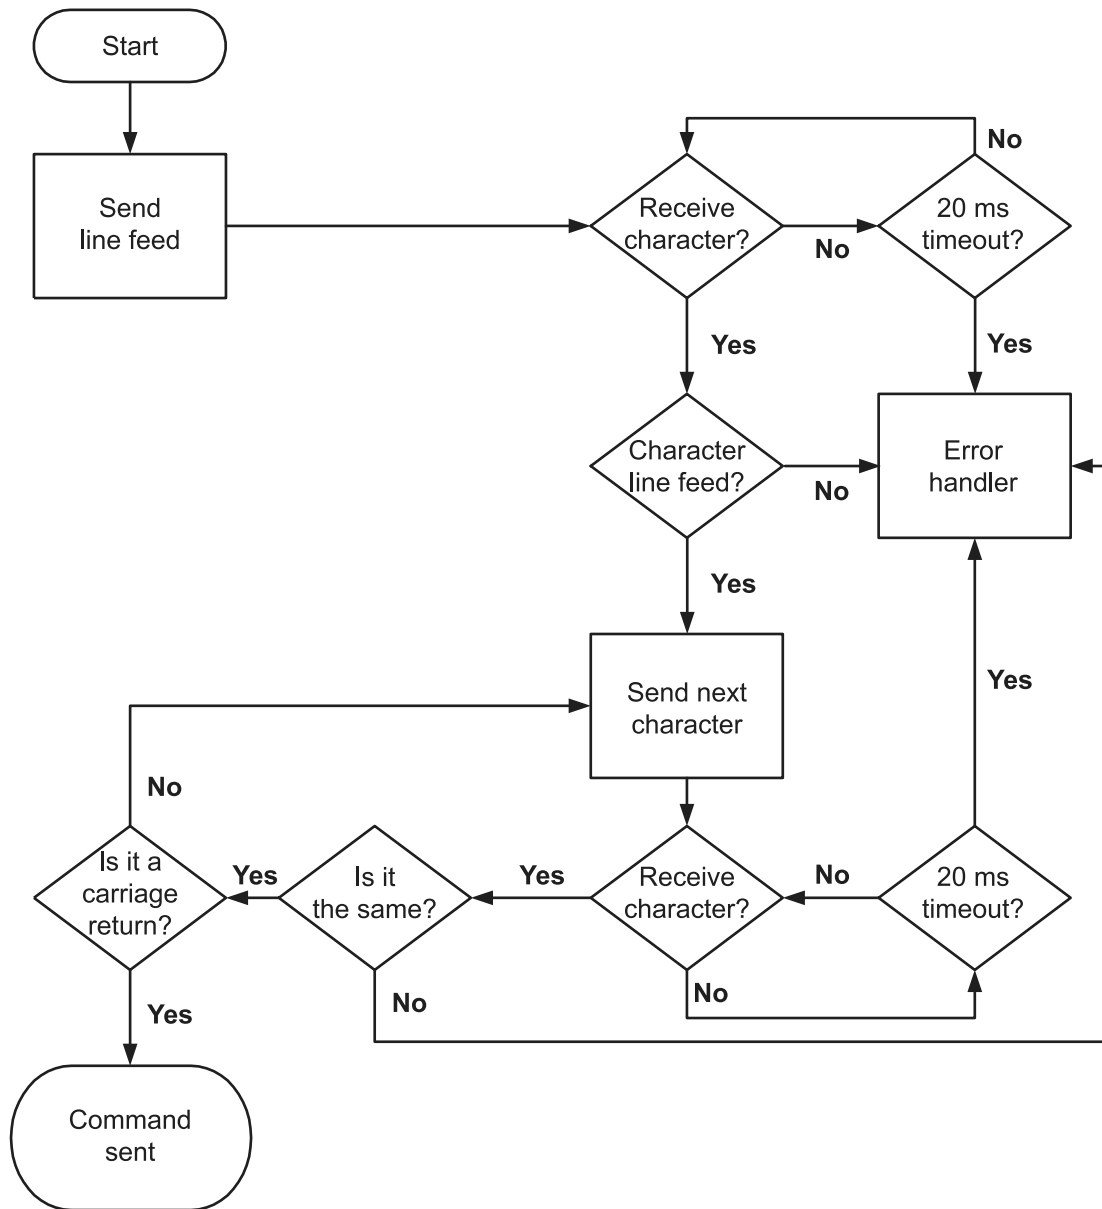 Start
Send
line feed
Receive
character?
No
20 ms
timeout?
No
Yes
Yes
Character
line feed?
No
Error
handler
Yes
Send next
character
Yes
No
Is it a
carriage
return?
Yes
Is it
the same?
Yes
Receive
character?
No
20 ms
timeout?
No
No
Yes
Command
sent